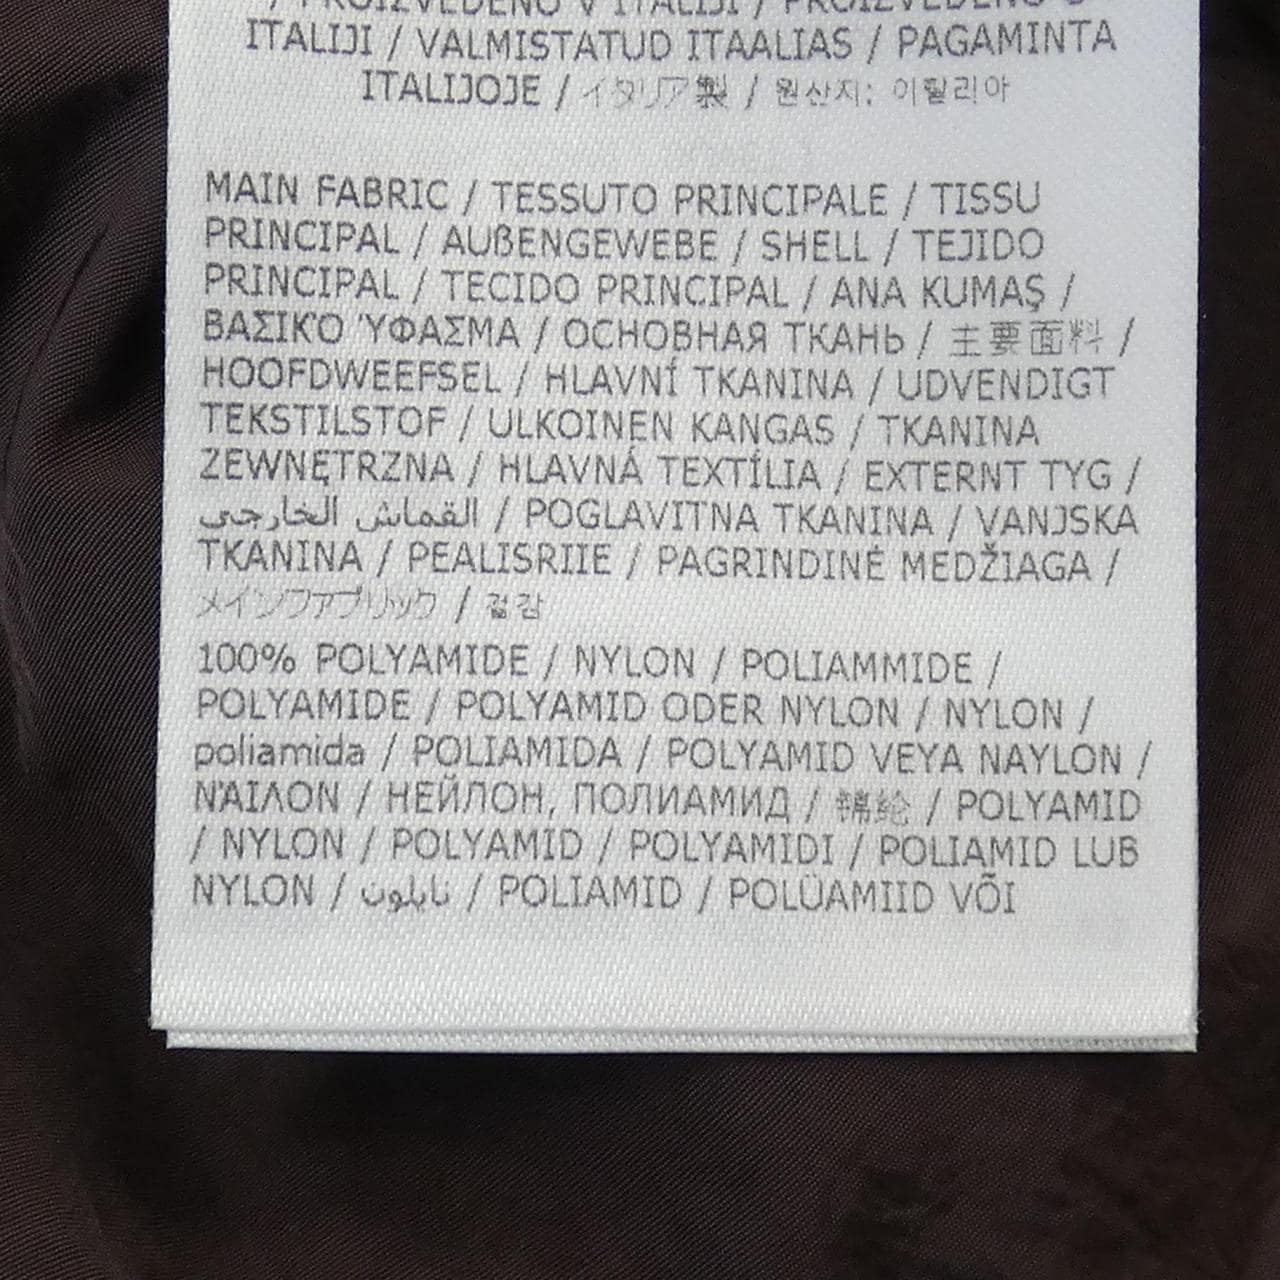 / PROIZVEDENO V ITALIJI / PROIZVEDENO U
ITALIJI / VALMISTATUD ITAALIAS / PAGAMINTA
ITALIJOJE / イタリア製 / 원산지: 이탈리아
MAIN FABRIC / TESSUTO PRINCIPALE / TISSU
PRINCIPAL / AUßENGEWEBE / SHELL / TEJIDO
PRINCIPAL / TECIDO PRINCIPAL / ANA KUMAŞ /
ΒΑΣΙΚΌ ΎΦΑΣΜΑ / ОСНОВНАЯ ТКАНЬ / 主要面料 /
HOOFDWEEFSEL / HLAVNÍ TKANINA / UDVENDIGT
TEKSTILSTOF / ULKOINEN KANGAS / TKANINA
ZEWNĘTRZNA / HLAVNÁ TEXTÍLIA / EXTERNT TYG /
القماش الخارجي / POGLAVITNA TKANINA / VANJSKA
TKANINA / PEALISRIIE / PAGRINDINĖ MEDŽIAGA /
メインファブリック / 겉감
100% POLYAMIDE / NYLON / POLIAMMIDE /
POLYAMIDE / POLYAMID ODER NYLON / NYLON /
poliamida / POLIAMIDA / POLYAMID VEYA NAYLON /
ΝΆΙΛΟΝ / НЕЙЛОН, ПОЛИАМИД / 锦纶 / POLYAMID
/ NYLON / POLYAMID / POLYAMIDI / POLIAMID LUB
NYLON / نايلون / POLIAMID / POLÜAMIID VÕI